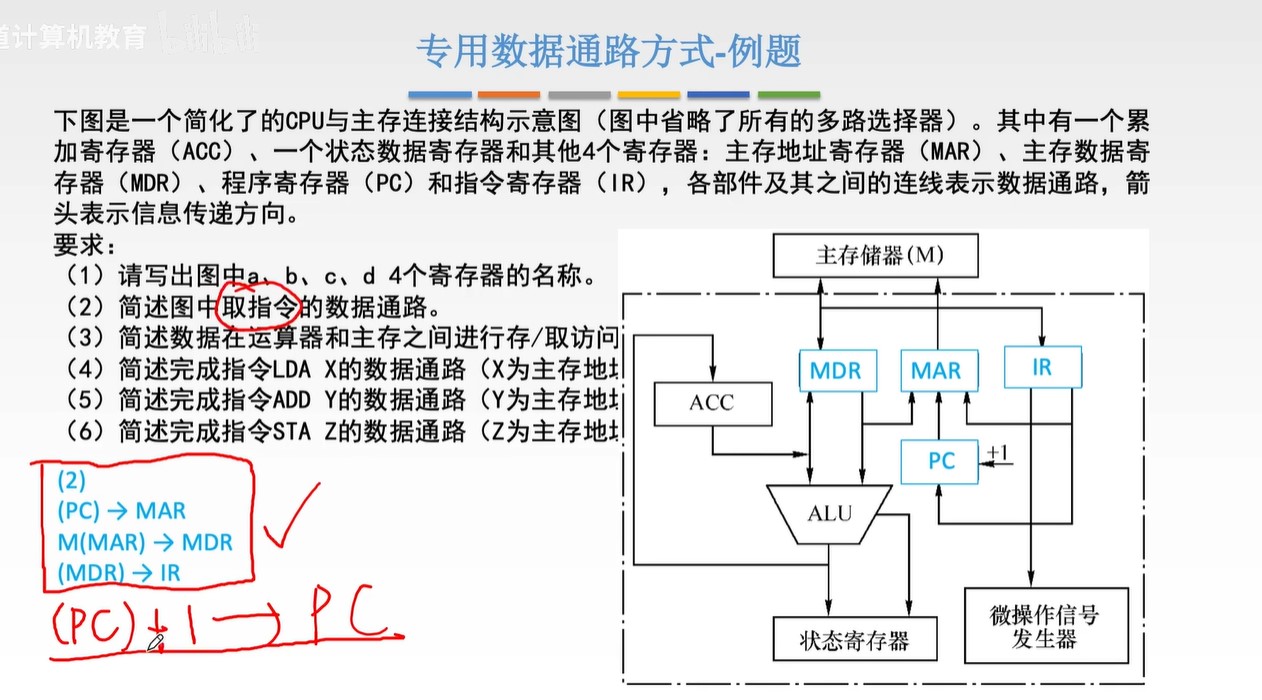 道计算机教育 bilibili
专用数据通路方式-例题
下图是一个简化了的CPU与主存连接结构示意图（图中省略了所有的多路选择器）。其中有一个累
加寄存器（ACC）、一个状态数据寄存器和其他4个寄存器：主存地址寄存器（MAR）、主存数据寄
存器（MDR）、程序寄存器（PC）和指令寄存器（IR），各部件及其之间的连线表示数据通路，箭
头表示信息传递方向。
要求：
（1）请写出图中a、b、c、d 4个寄存器的名称。
（2）简述图中取指令的数据通路。
（3）简述数据在运算器和主存之间进行存/取访问
（4）简述完成指令LDA X的数据通路（X为主存地址
（5）简述完成指令ADD Y的数据通路（Y为主存地址
（6）简述完成指令STA Z的数据通路（Z为主存地址
主存储器(M)
MDR
MAR
IR
ACC
PC
+1
ALU
状态寄存器
微操作信号
发生器
(2)
(PC) → MAR
M(MAR) → MDR
(MDR) → IR
(PC)+1→PC